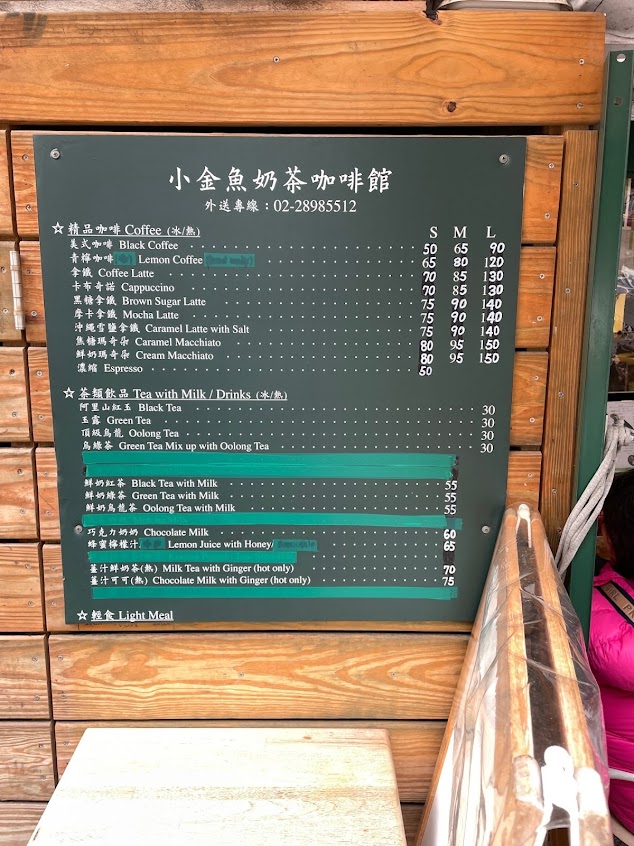 小金魚奶茶咖啡館
外送專線：02-28985512
☆ 精品咖啡 Coffee (冰/熱) S M L
美式咖啡 Black Coffee 50 65 90
青檸咖啡 Lemon Coffee 65 80 120
拿鐵 Coffee Latte 70 85 130
卡布奇諾 Cappuccino 70 85 130
黑糖拿鐵 Brown Sugar Latte 75 90 140
摩卡拿鐵 Mocha Latte 75 90 140
沖繩雪鹽拿鐵 Caramel Latte with Salt 75 90 140
焦糖瑪奇朵 Caramel Macchiato 80 95 150
鮮奶瑪奇朵 Cream Macchiato 80 95 150
濃縮 Espresso 50
☆ 茶類飲品 Tea with Milk / Drinks (冰/熱)
阿里山紅玉 Black Tea 30
玉露 Green Tea 30
頂級烏龍 Oolong Tea 30
烏綠茶 Green Tea Mix up with Oolong Tea 30
鮮奶紅茶 Black Tea with Milk 55
鮮奶綠茶 Green Tea with Milk 55
鮮奶烏龍茶 Oolong Tea with Milk 55
巧克力奶奶 Chocolate Milk 60
蜂蜜檸檬汁 Lemon Juice with Honey/ 65
薑汁鮮奶茶(熱) Milk Tea with Ginger (hot only) 70
薑汁可可(熱) Chocolate Milk with Ginger (hot only) 75
☆ 輕食 Light Meal